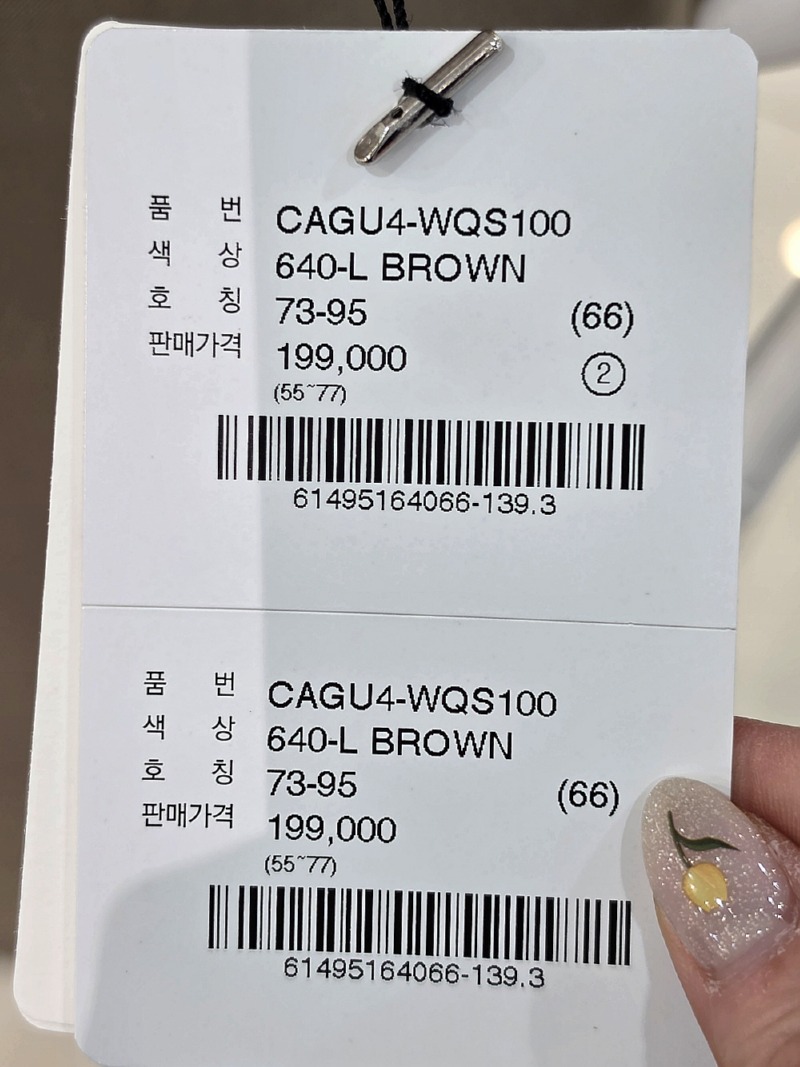 품 번 CAGU4-WQS100
색 상 640-L BROWN
호 칭 73-95 (66)
판매가격 199,000 ②
(55~77)
61495164066-139.3
품 번 CAGU4-WQS100
색 상 640-L BROWN
호 칭 73-95 (66)
판매가격 199,000
(55~77)
61495164066-139.3